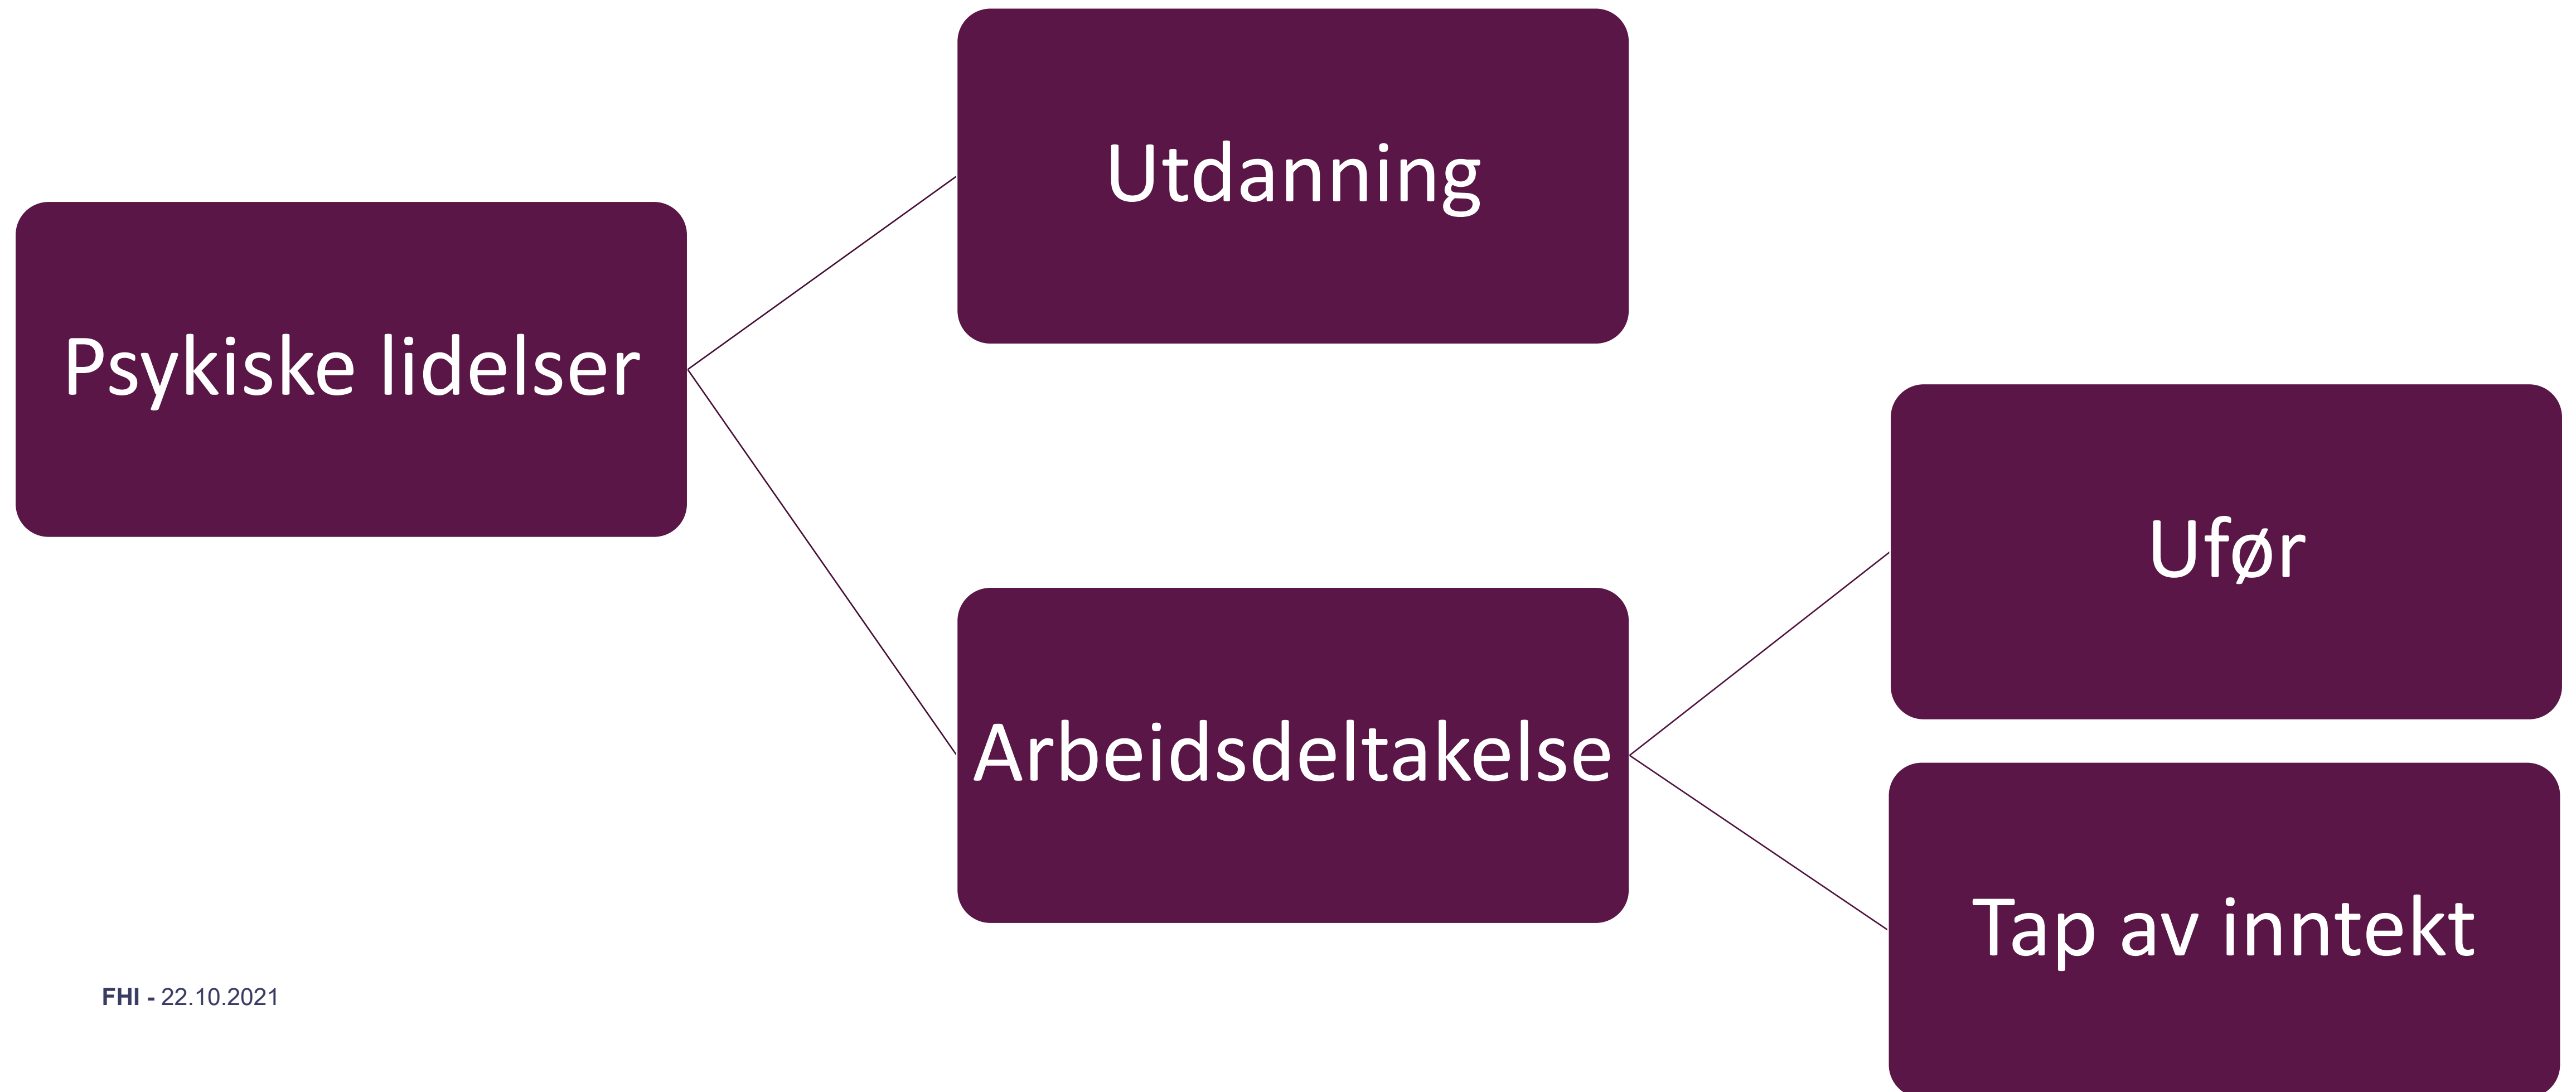 Psykiske lidelser
Utdanning
Arbeidsdeltakelse
Ufør
Tap av inntekt
FHI - 22.10.2021